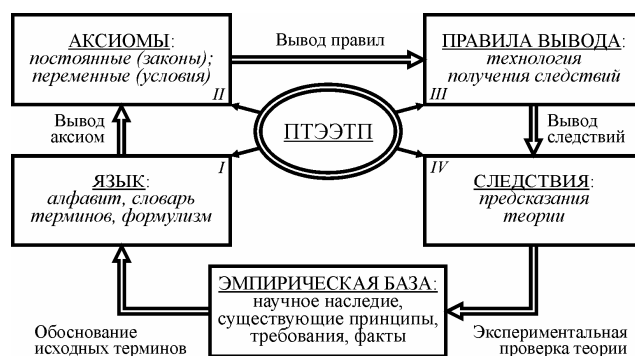 АКСИОМЫ:
постоянные (законы);
переменные (условия)
II
Вывод правил
ПРАВИЛА ВЫВОДА:
технология
получения следствий
III
Вывод
аксиом
ПТЭЭТП
Вывод
следствий
I
ЯЗЫК:
алфавит, словарь
терминов, формулизм
IV
СЛЕДСТВИЯ:
предсказания
теории
ЭМПИРИЧЕСКАЯ БАЗА:
научное наследие,
существующие принципы,
требования, факты
Обоснование
исходных терминов
Экспериментальная
проверка теории